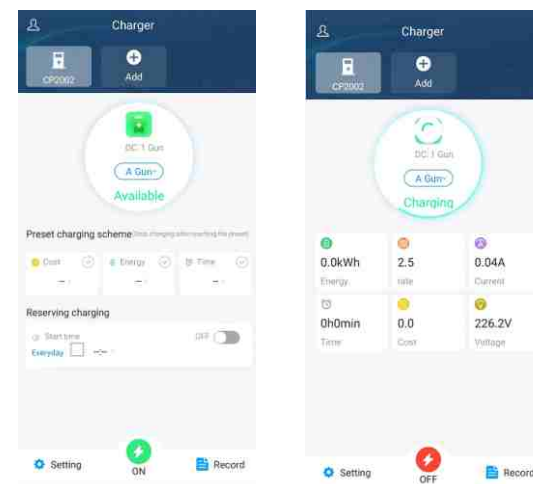 Charger
CP2002
Add
DC: 1 Gun
A Gun
Available
Preset charging scheme
Cost
Energy
Time
Reserving charging
Start time
OFF
Everyday
Setting
ON
Record
Charger
CP2002
Add
DC: 1 Gun
A Gun
Charging
0.0kWh
2.5
0.04A
Energy
rate
Current
0h0min
0.0
226.2V
Time
Cost
Voltage
Setting
OFF
Record